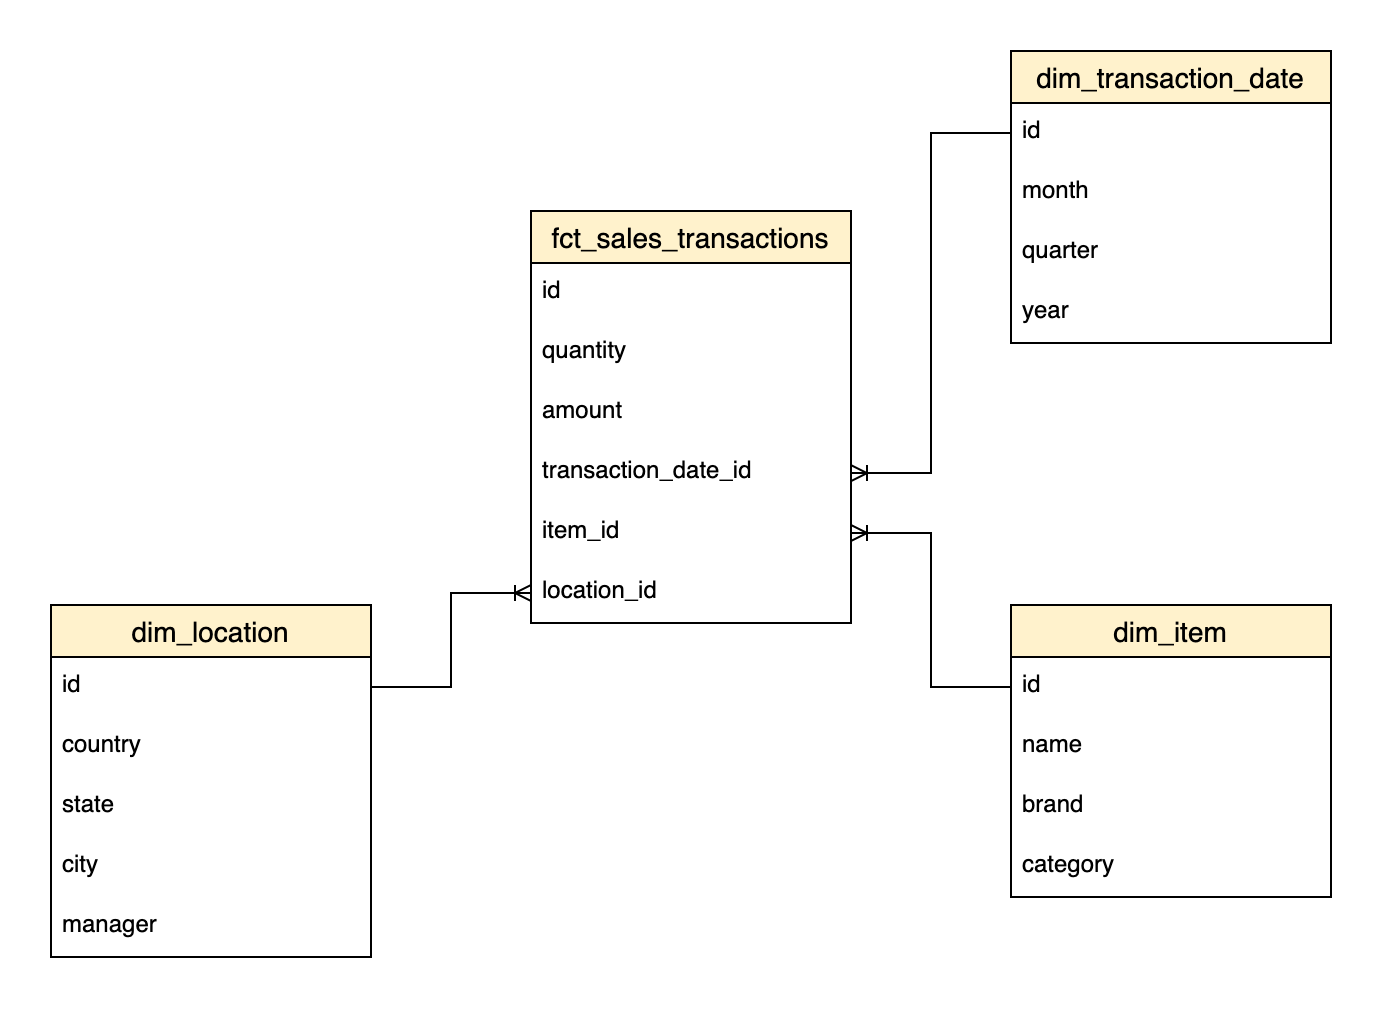 dim_transaction_date
id
month
quarter
year
fct_sales_transactions
id
quantity
amount
transaction_date_id
item_id
location_id
dim_location
id
country
state
city
manager
dim_item
id
name
brand
category